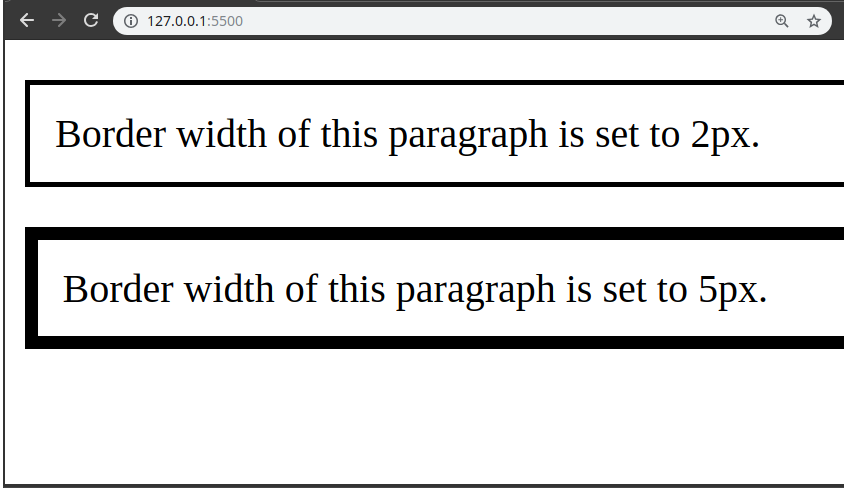 127.0.0.1:5500
Border width of this paragraph is set to 2px.
Border width of this paragraph is set to 5px.